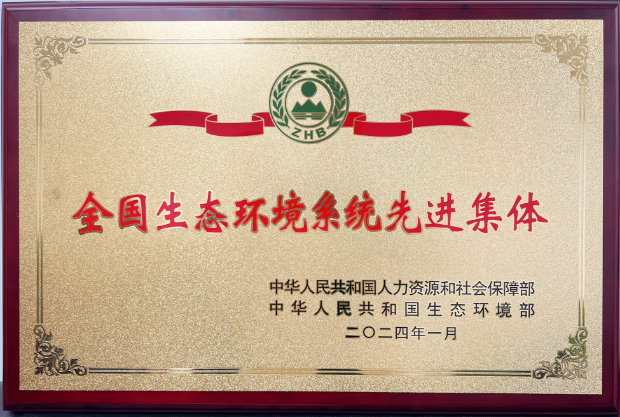 ZHB
全国生态环境系统先进集体
中华人民共和国人力资源和社会保障部
中华人民共和国生态环境部
二〇二四年一月